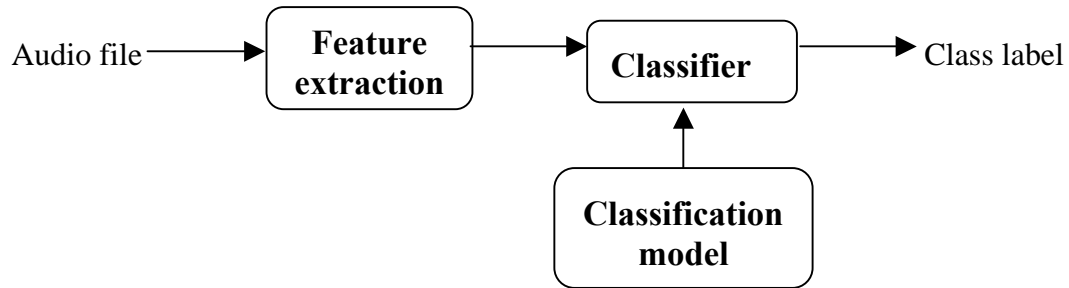 Audio file
Feature
extraction
Classifier
Class label
Classification
model